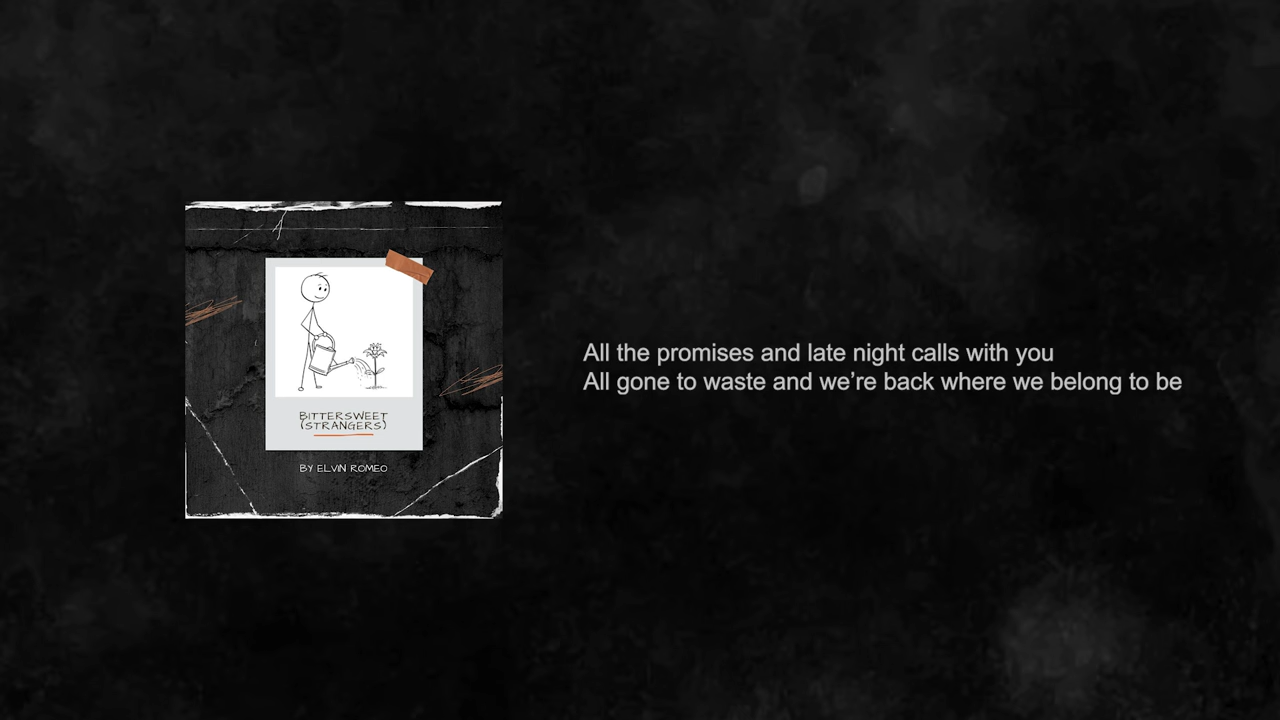 BITTERSWEET
(STRANGERS)
BY ELVIN ROMEO
All the promises and late night calls with you
All gone to waste and we’re back where we belong to be